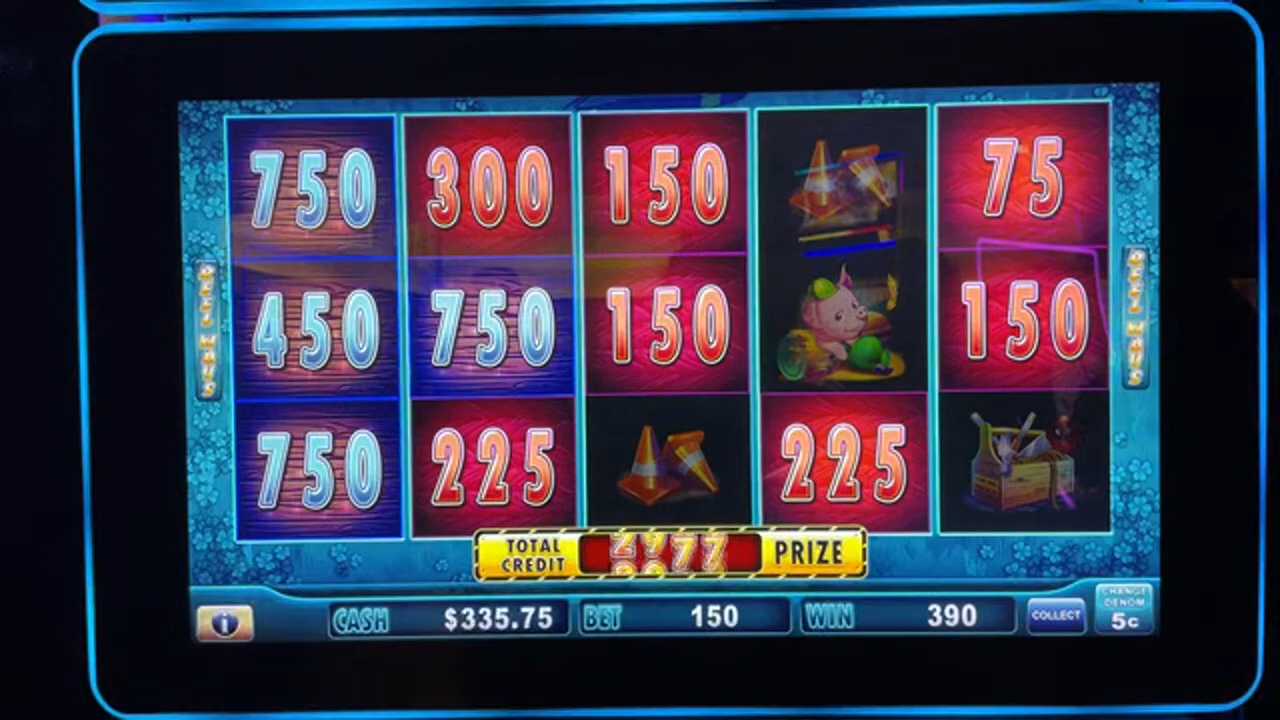 750 300 150 75
450 750 150 150
750 225 225
TOTAL CREDIT PRIZE
CASH $335.75 BET 150 WIN 390 COLLECT CHANGE DENOM 5c